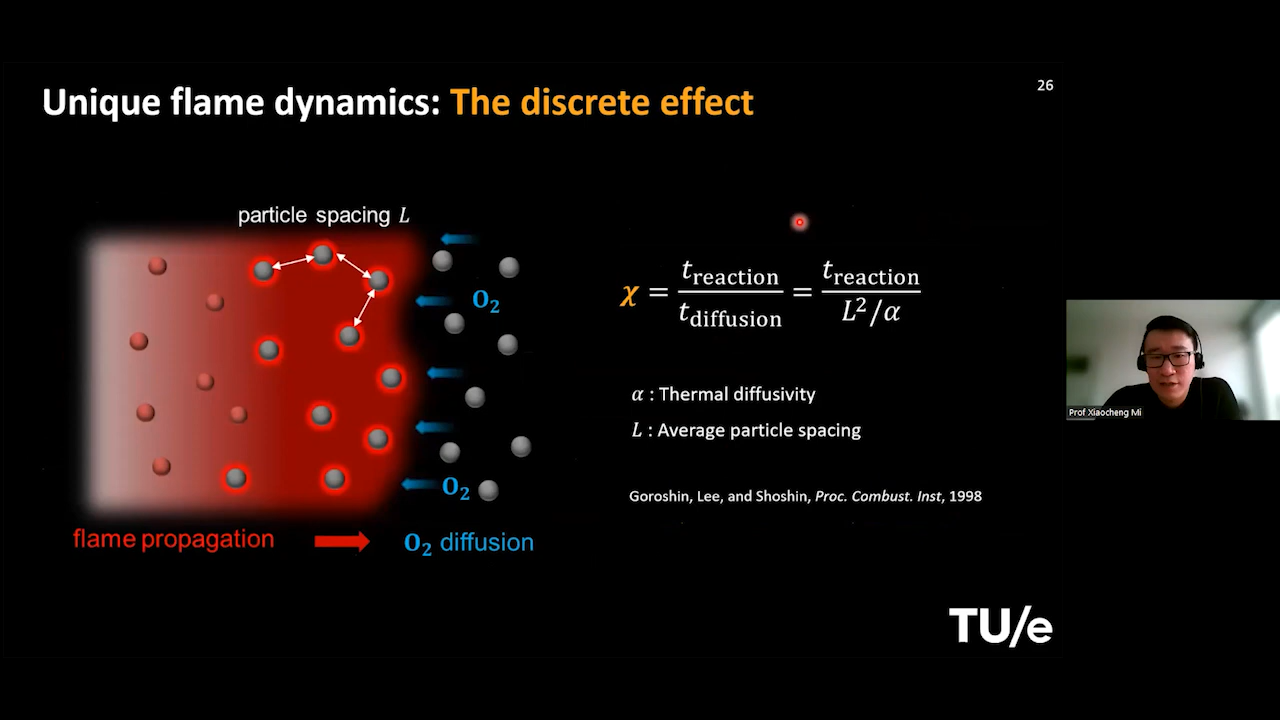 26
Unique flame dynamics: The discrete effect
particle spacing L
O₂
O₂
flame propagation
O₂ diffusion
χ = t_reaction / t_diffusion = t_reaction / (L²/α)
α : Thermal diffusivity
L : Average particle spacing
Goroshin, Lee, and Shoshin, Proc. Combust. Inst, 1998
TU/e
Prof Xiaocheng Mi